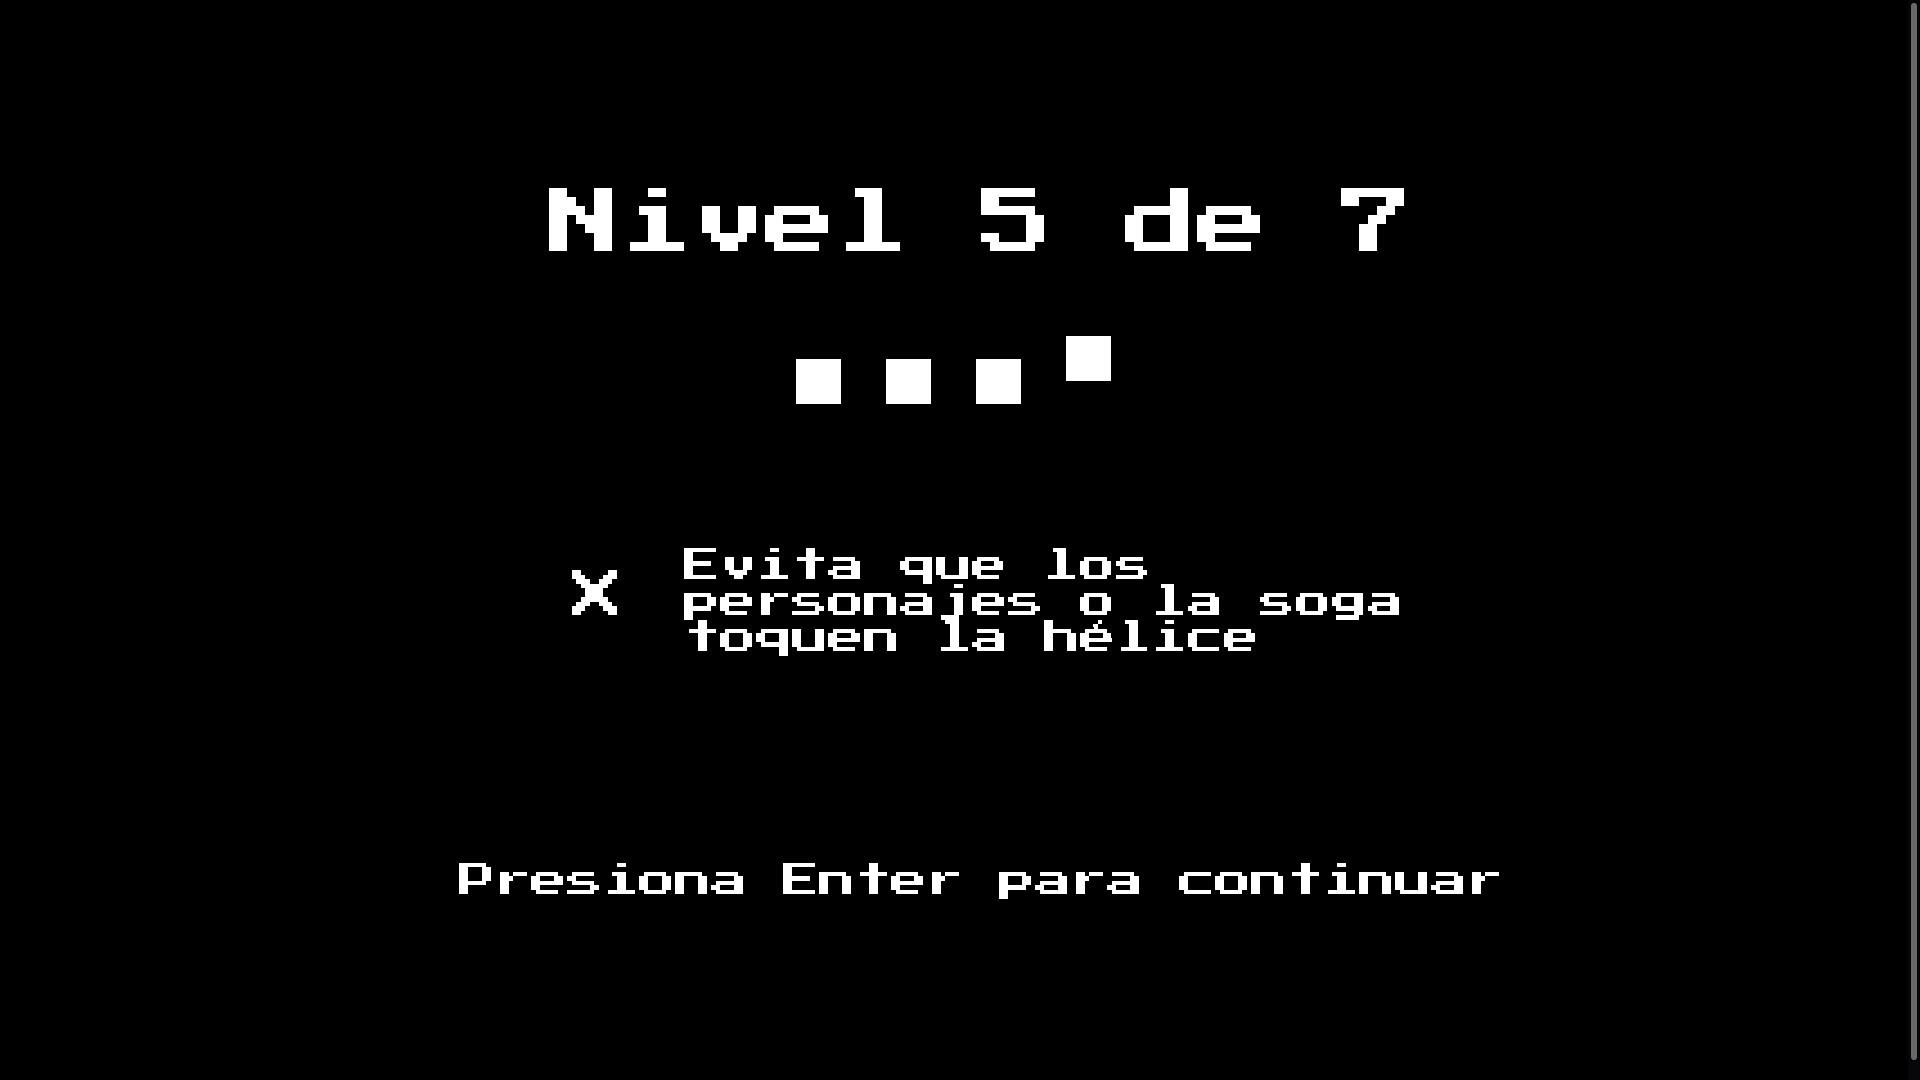 Nivel 5 de 7
Evita que los
personajes o la soga
toquen la hélice
Presiona Enter para continuar